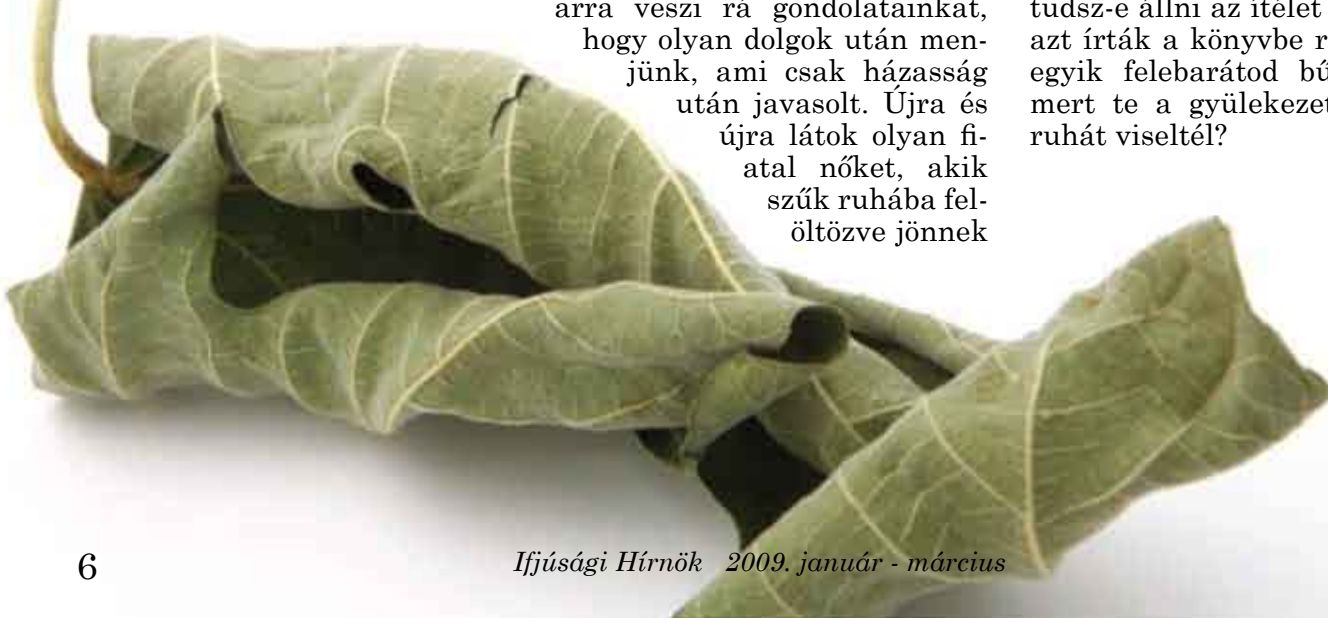 arra veszi rá gondolatainkat,
hogy olyan dolgok után men-
jünk, ami csak házasság
után javasolt. Újra és
újra látok olyan fi-
atal nőket, akik
szűk ruhába fel-
öltözve jönnek
tudsz-e állni az ítélet
azt írták a könyvbe
egyik felebarátod
mert te a gyülekezet
ruhát viseltél?
6
Ifjúsági Hírnök 2009. január - március